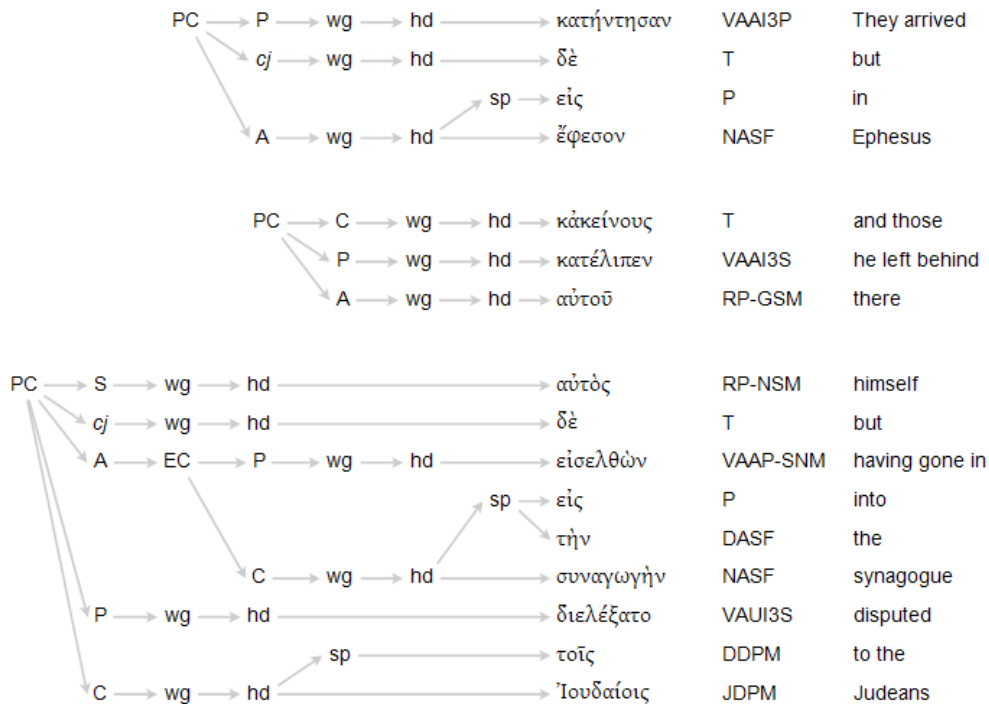 PC P wg hd κατήντησαν VAAI3P They arrived
cj wg hd δὲ T but
sp εἰς P in
A wg hd ἔφεσον NASF Ephesus
PC C wg hd κἀκείνους T and those
P wg hd κατέλιπεν VAAI3S he left behind
A wg hd αὐτοῦ RP-GSM there
PC S wg hd αὐτὸς RP-NSM himself
cj wg hd δὲ T but
A EC P wg hd εἰσελθὼν VAAP-SNM having gone in
sp εἰς P into
τὴν DASF the
C wg hd συναγωγὴν NASF synagogue
P wg hd διελέξατο VAUI3S disputed
sp τοῖς DDPM to the
C wg hd Ἰουδαίοις JDPM Judeans